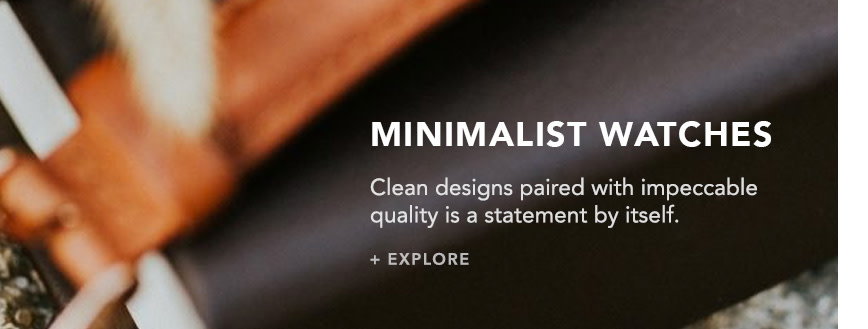 MINIMALIST WATCHES
Clean designs paired with impeccable
quality is a statement by itself.
+ EXPLORE